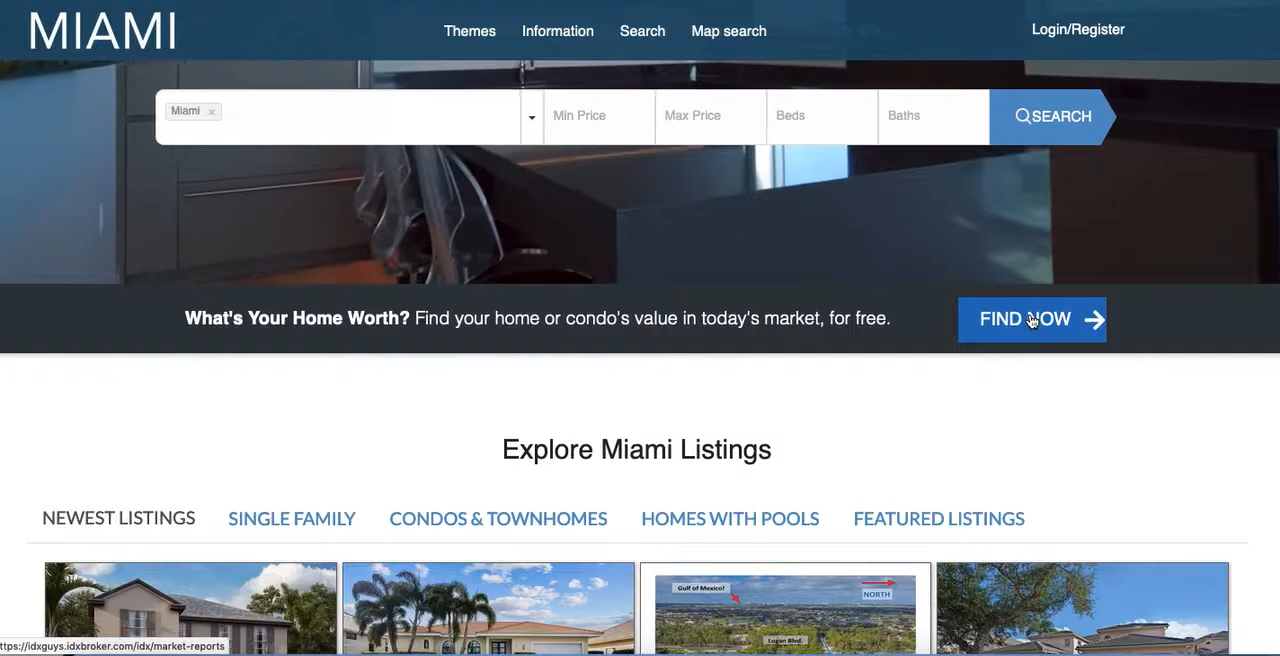 MIAMI
Themes Information Search Map search
Login/Register
Miami ×
Min Price
Max Price
Beds
Baths
SEARCH
What's Your Home Worth? Find your home or condo's value in today's market, for free.
FIND NOW
Explore Miami Listings
NEWEST LISTINGS SINGLE FAMILY CONDOS & TOWNHOMES HOMES WITH POOLS FEATURED LISTINGS
Gulf of Mexico!
NORTH
Logan Blvd.
ttps://idxguys.idxbroker.com/idx/market-reports